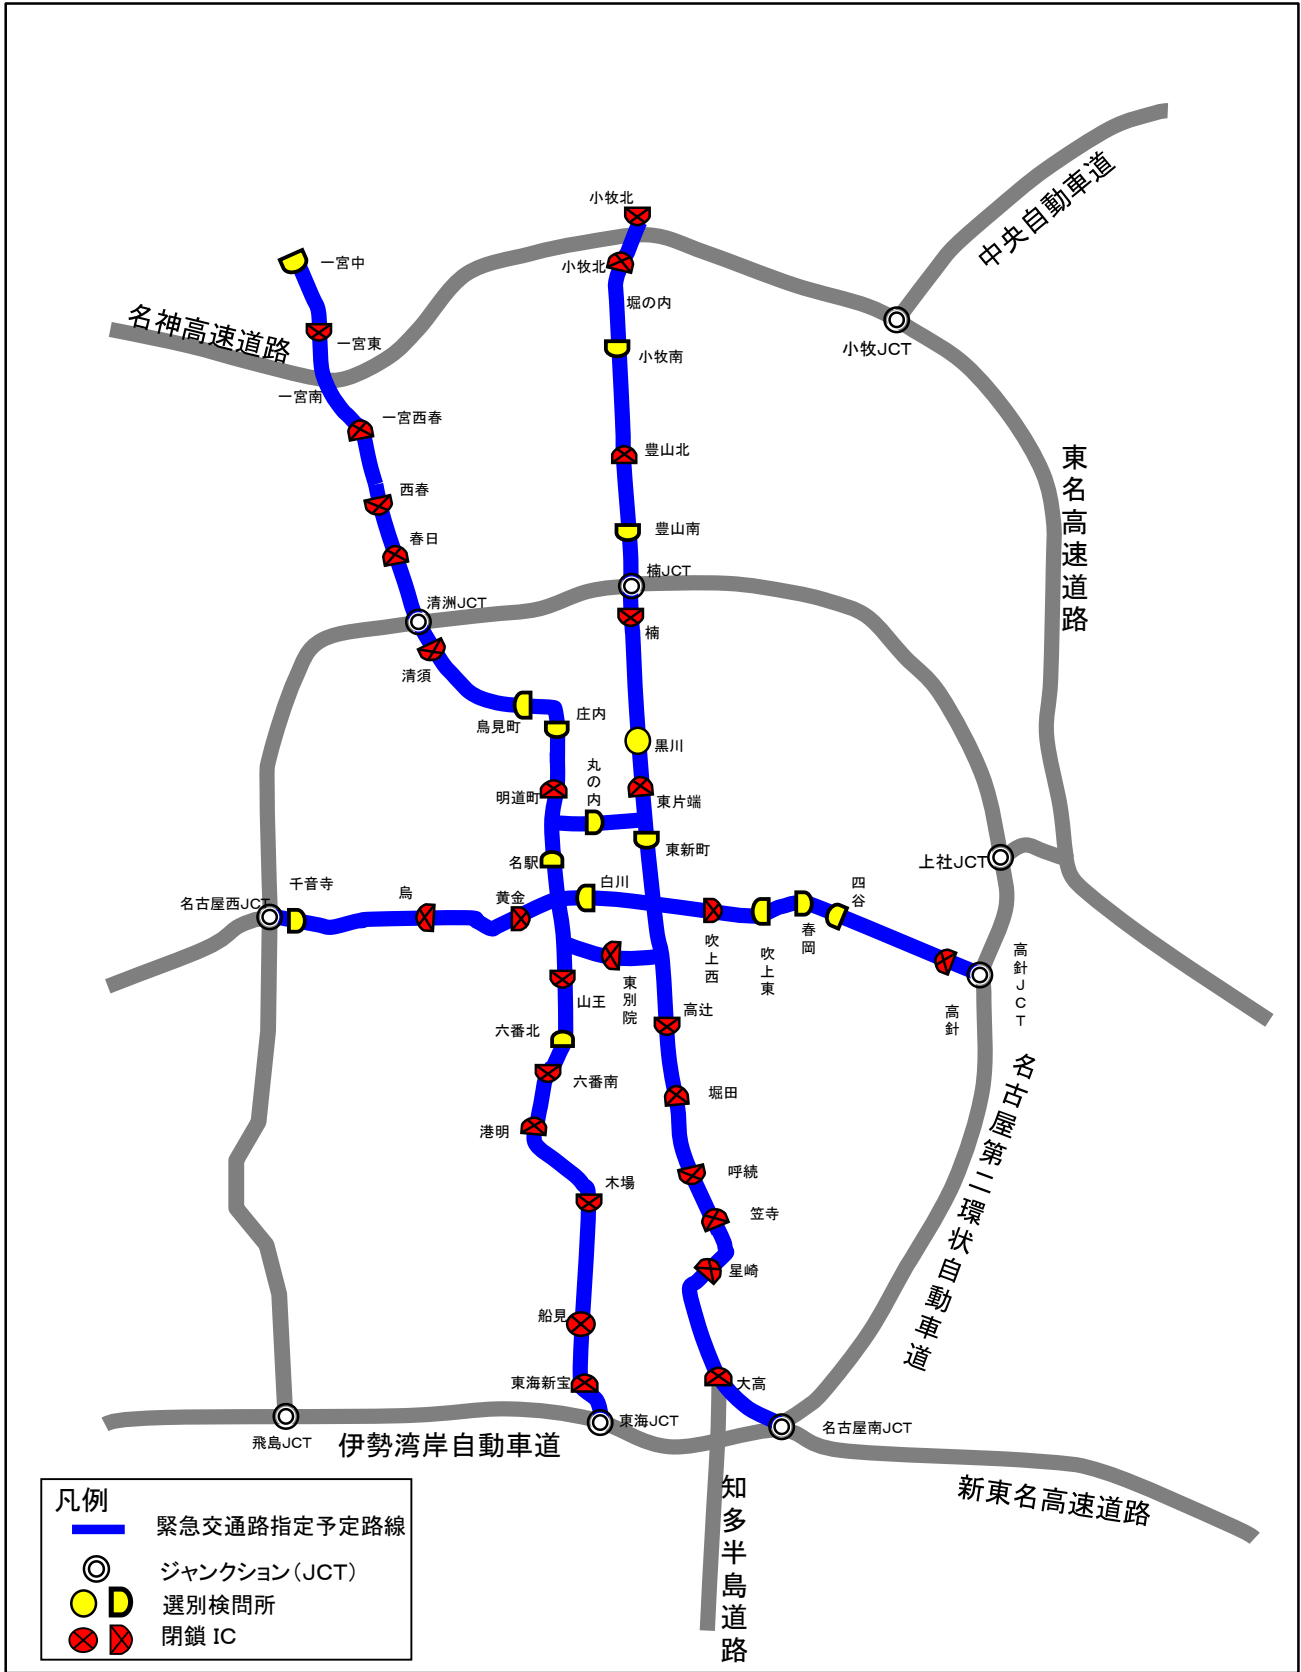 小牧北
中央自動車道
一宮中
小牧北
堀の内
名神高速道路
一宮東
小牧南
小牧JCT
一宮南
一宮西春
豊山北
東名高速道路
西春
豊山南
春日
楠JCT
清洲JCT
楠
清須
鳥見町
庄内
黒川
丸の内
明道町
東片端
東新町
名駅
上社JCT
千音寺
烏
黄金
白川
四谷
名古屋西JCT
吹上西
吹上東
春岡
高針JCT
高針
東別院
山王
高辻
六番北
六番南
堀田
名古屋第二環状自動車道
港明
呼続
木場
笠寺
星崎
船見
東海新宝
大高
東海JCT
名古屋南JCT
飛島JCT
伊勢湾岸自動車道
知多半島道路
新東名高速道路
凡例
緊急交通路指定予定路線
ジャンクション(JCT)
選別検問所
閉鎖 IC